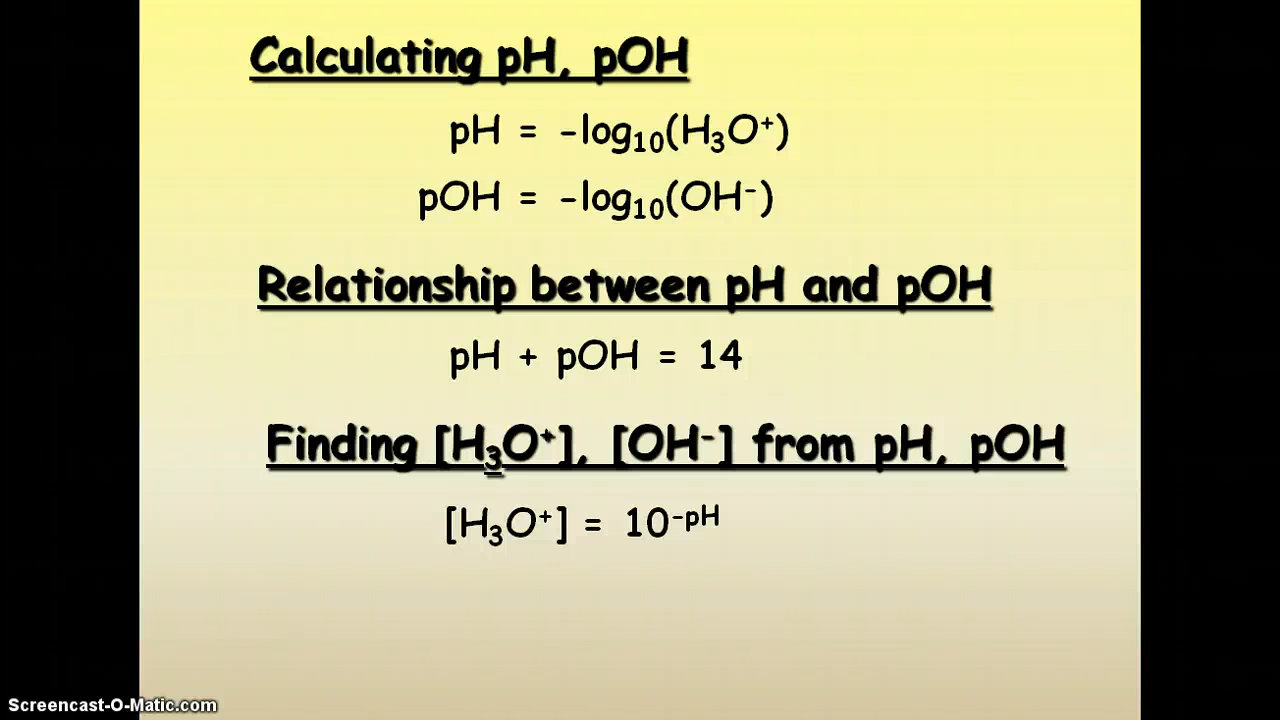 Calculating pH, pOH
pH = -log₁₀(H₃O⁺)
pOH = -log₁₀(OH⁻)
Relationship between pH and pOH
pH + pOH = 14
Finding [H₃O⁺], [OH⁻] from pH, pOH
[H₃O⁺] = 10⁻ᵖᴴ
Screencast-O-Matic.com